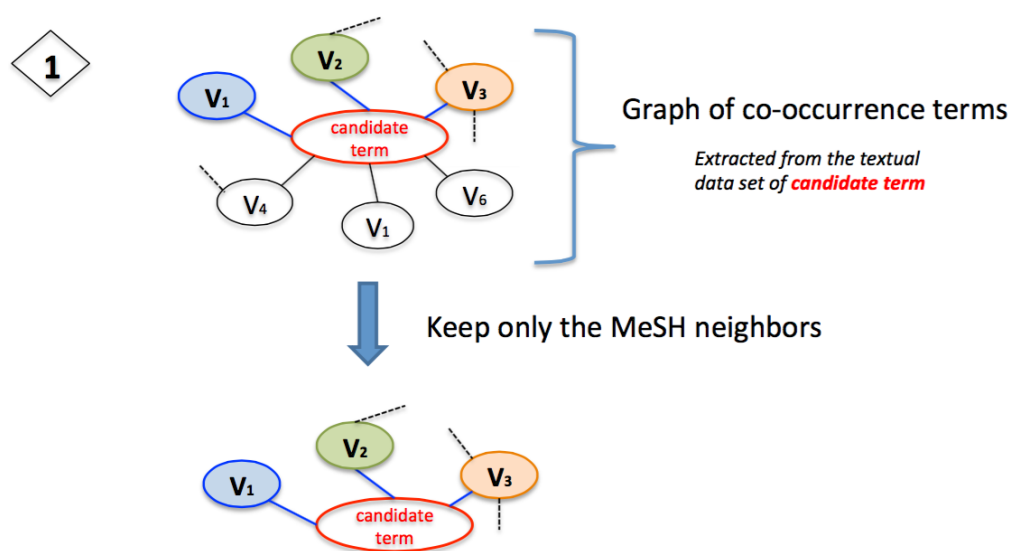 1
V2
V1
V3
candidate
term
V4
V1
V6
Graph of co-occurrence terms
Extracted from the textual
data set of candidate term
Keep only the MeSH neighbors
V2
V1
V3
candidate
term